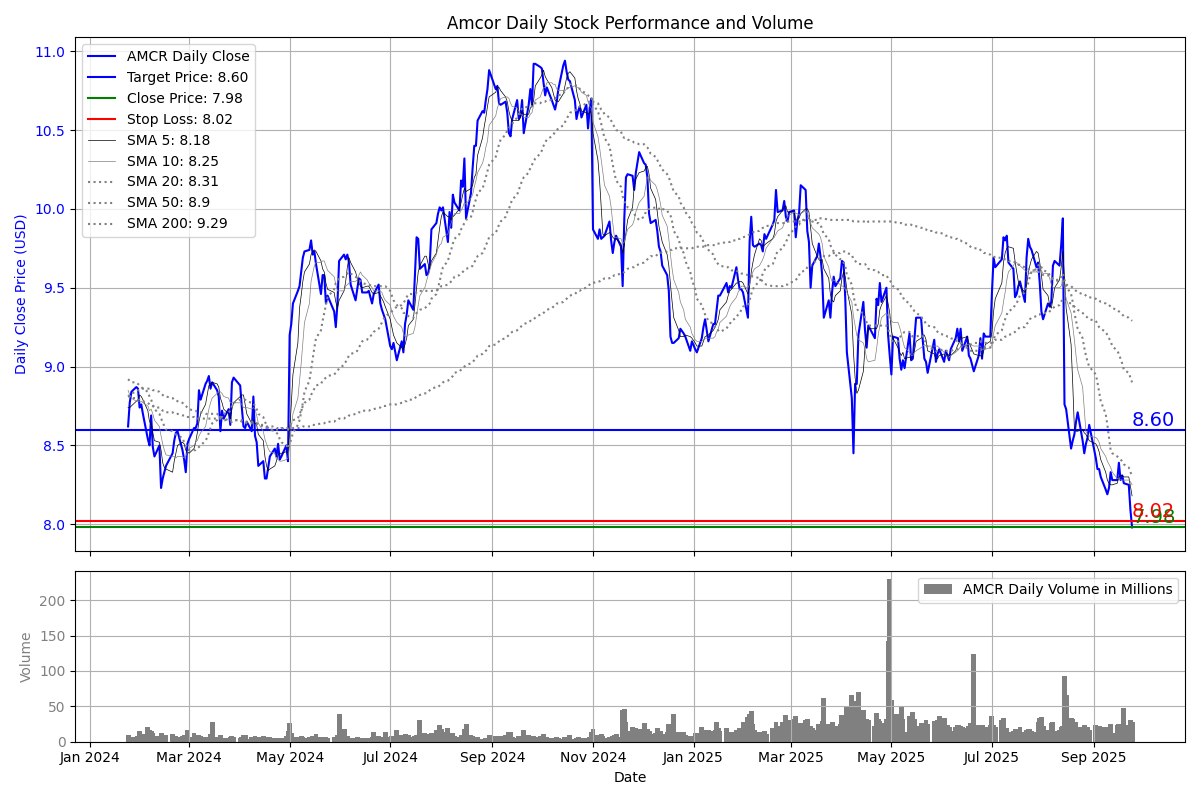 Amcor Daily Stock Performance and Volume
AMCR Daily Close
Target Price: 8.60
Close Price: 7.98
Stop Loss: 8.02
SMA 5: 8.18
SMA 10: 8.25
SMA 20: 8.31
SMA 50: 8.9
SMA 200: 9.29
Daily Close Price (USD)
11.0
10.5
10.0
9.5
9.0
8.5
8.0
8.60
8.02
7.98
AMCR Daily Volume in Millions
Volume
200
150
100
50
0
Jan 2024 Mar 2024 May 2024 Jul 2024 Sep 2024 Nov 2024 Jan 2025 Mar 2025 May 2025 Jul 2025 Sep 2025
Date